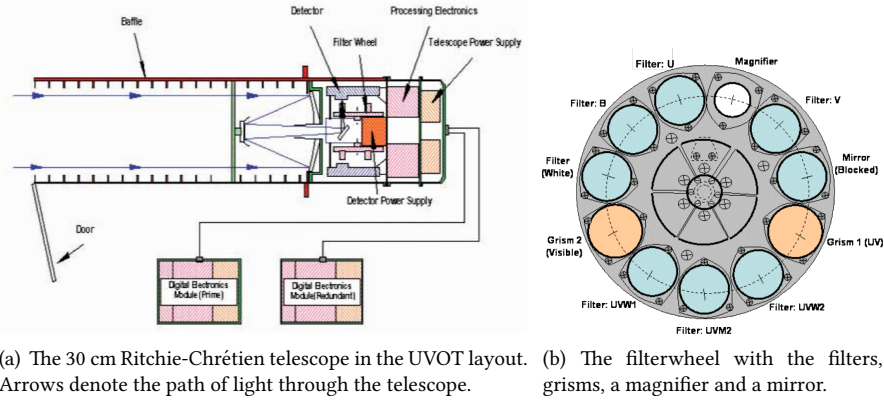 Baffle
Detector
Processing Electronics
Filter Wheel
Telescope Power Supply
Detector Power Supply
Door
Digital Electronics
Module(Prime)
Digital Electronics
Module(Redundant)
Filter: U
Magnifier
Filter: B
Filter: V
Filter
(White)
Mirror
(Blocked)
Grism 2
(Visible)
Grism 1 (UV)
Filter: UVW1
Filter: UVW2
Filter: UVM2
(a) The 30 cm Ritchie-Chrétien telescope in the UVOT layout.
Arrows denote the path of light through the telescope.
(b) The filterwheel with the filters,
grisms, a magnifier and a mirror.